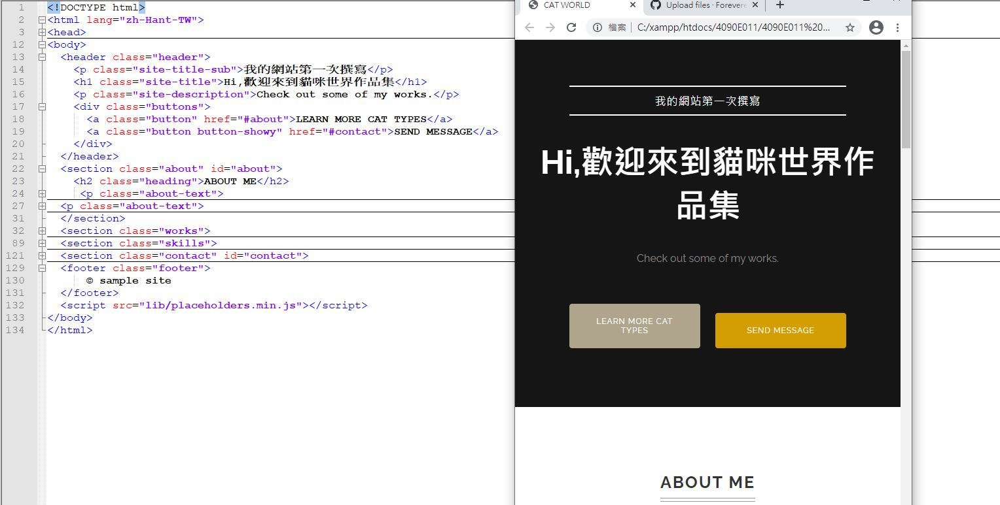 1 <!DOCTYPE html>
2 <html lang="zh-Hant-TW">
3 <head>
12 <body>
13 <header class="header">
14 <p class="site-title-sub">我的網站第一次撰寫</p>
15 <h1 class="site-title">Hi,歡迎來到貓咪世界作品集</h1>
16 <p class="site-description">Check out some of my works.</p>
17 <div class="buttons">
18 <a class="button" href="#about">LEARN MORE CAT TYPES</a>
19 <a class="button button-showy" href="#contact">SEND MESSAGE</a>
20 </div>
21 </header>
22 <section class="about" id="about">
23 <h2 class="heading">ABOUT ME</h2>
24 <p class="about-text">
27 <p class="about-text">
31 </section>
32 <section class="works">
89 <section class="skills">
121 <section class="contact" id="contact">
129 <footer class="footer">
130 © sample site
131 </footer>
132 <script src="lib/placeholders.min.js"></script>
133 </body>
134 </html>
CAT WORLD
Upload files · Forever
檔案
C:/xampp/htdocs/4090E011/4090E011%20...
我的網站第一次撰寫
Hi,歡迎來到貓咪世界作
品集
Check out some of my works.
LEARN MORE CAT
TYPES
SEND MESSAGE
ABOUT ME